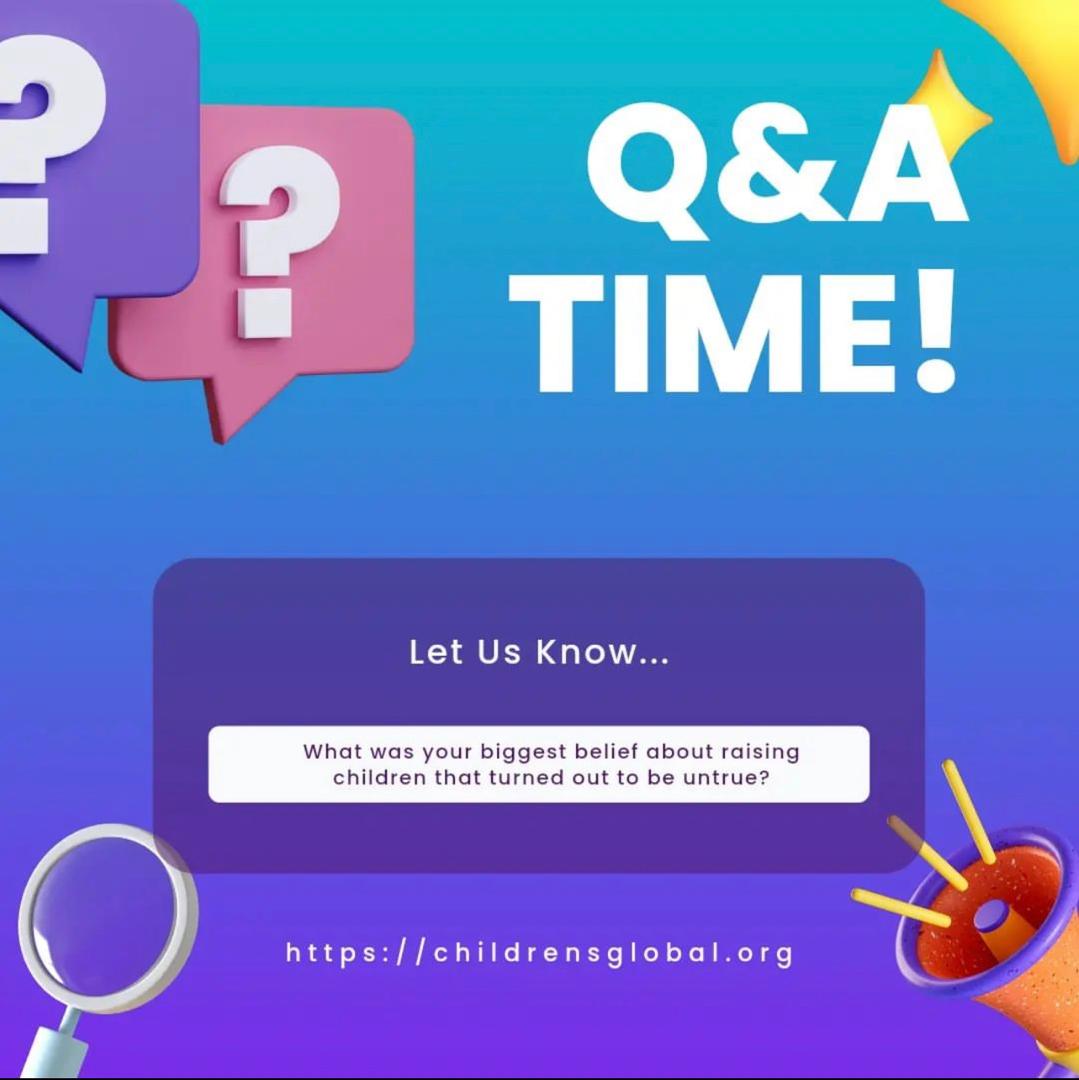 ?
?
Q&A
TIME!
Let Us Know...
What was your biggest belief about raising
children that turned out to be untrue?
https://childrensglobal.org